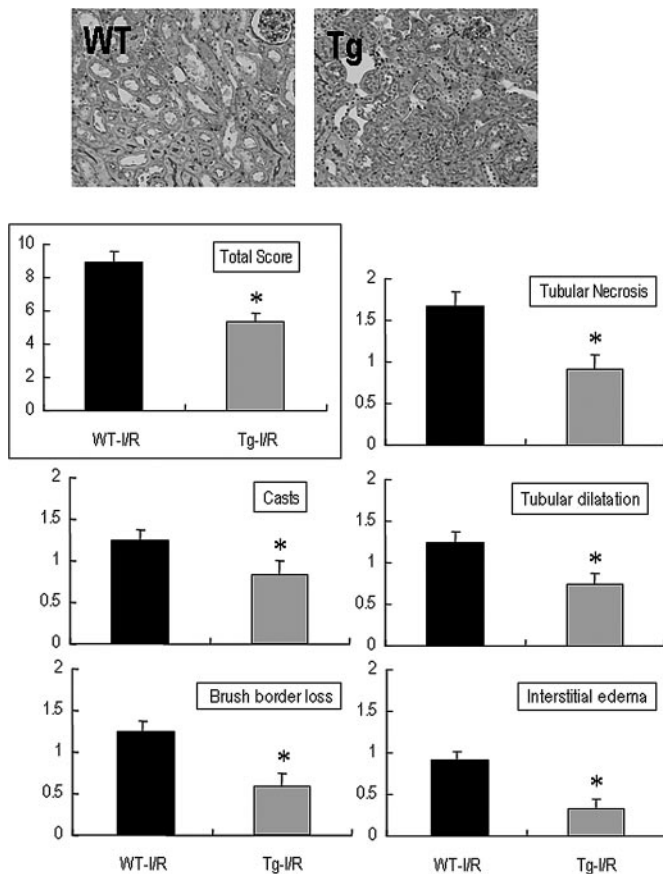 WT
Tg
Total Score
10
8
6
4
2
0
WT-I/R
Tg-I/R
*
Tubular Necrosis
2
1.5
1
0.5
0
*
Casts
2
1.5
1
0.5
0
*
Tubular dilatation
2
1.5
1
0.5
0
*
Brush border loss
2
1.5
1
0.5
0
*
WT-I/R
Tg-I/R
Interstitial edema
2
1.5
1
0.5
0
*
WT-I/R
Tg-I/R